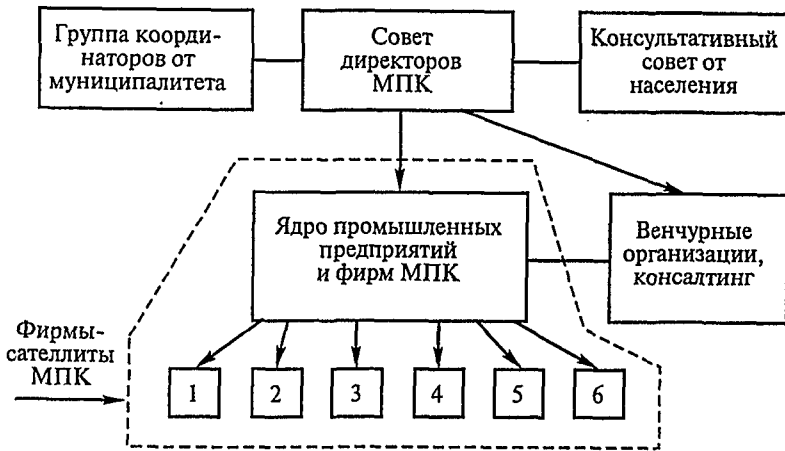 Группа коорди-
наторов от
муниципалитета
Совет
директоров
МПК
Консультативный
совет от
населения
Ядро промышленных
предприятий
и фирм МПК
Венчурные
организации,
консалтинг
Фирмы-
сателлиты
МПК
1 2 3 4 5 6